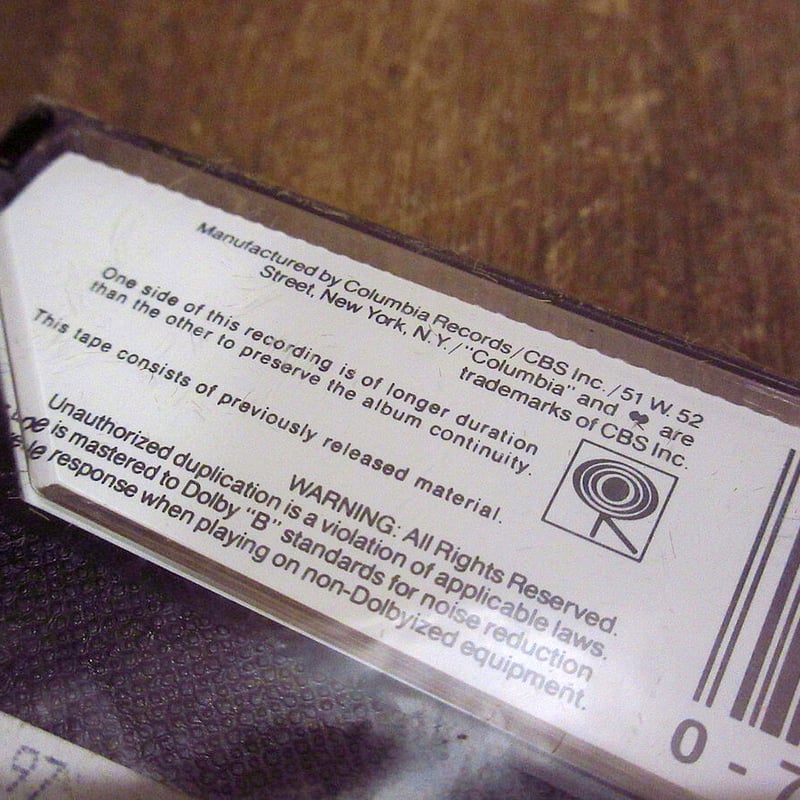 Manufactured by Columbia Records/CBS Inc./51 W. 52
Street, New York, N.Y./"Columbia" and are
trademarks of CBS Inc.
One side of this recording is of longer duration
than the other to preserve the album continuity.
This tape consists of previously released material.
WARNING: All Rights Reserved.
Unauthorized duplication is a violation of applicable laws.
is mastered to Dolby "B" standards for noise reduction
response when playing on non-Dolbyized equipment.
0-7
97